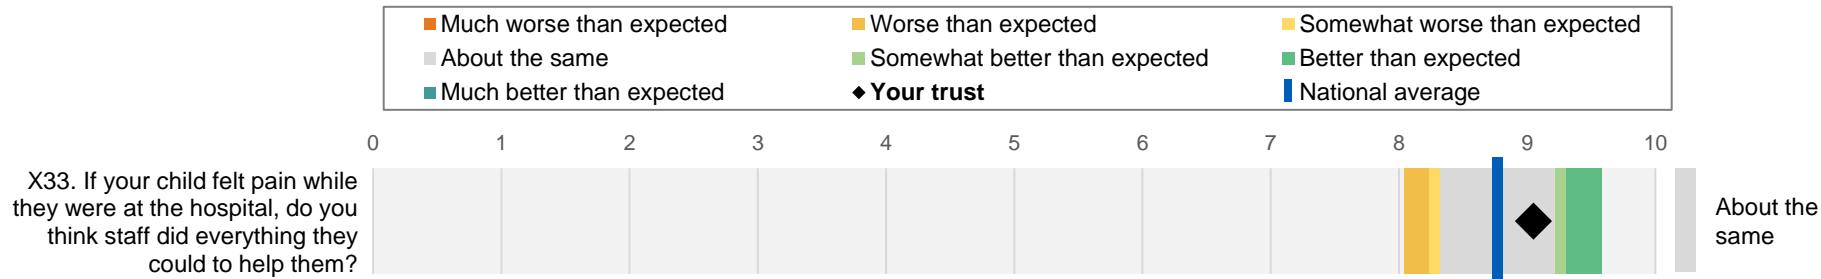 Much worse than expected
Worse than expected
Somewhat worse than expected
About the same
Somewhat better than expected
Better than expected
Much better than expected
Your trust
National average
0 1 2 3 4 5 6 7 8 9 10
X33. If your child felt pain while
they were at the hospital, do you
think staff did everything they
could to help them?
About the
same